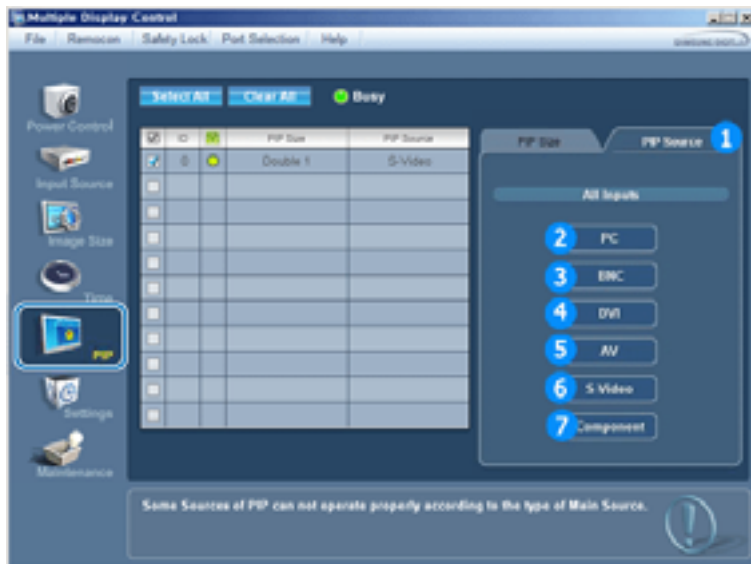 Multiple Display Control
File Remocon Safety Lock Port Selection Help
Select All Clear All Busy
Power Control
Input Source
Image Size
Time
PIP
Settings
Maintenance
ID PIP Size PIP Source
0 Double 1 S-Video
PIP Size PIP Source 1
All Inputs
2 PC
3 BNC
4 DVI
5 AV
6 S-Video
7 Component
Some Sources of PIP can not operate properly according to the type of Main Source.